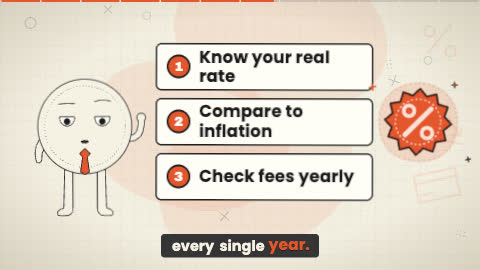 1 Know your real
rate
2 Compare to
inflation
3 Check fees yearly
%
every single year.